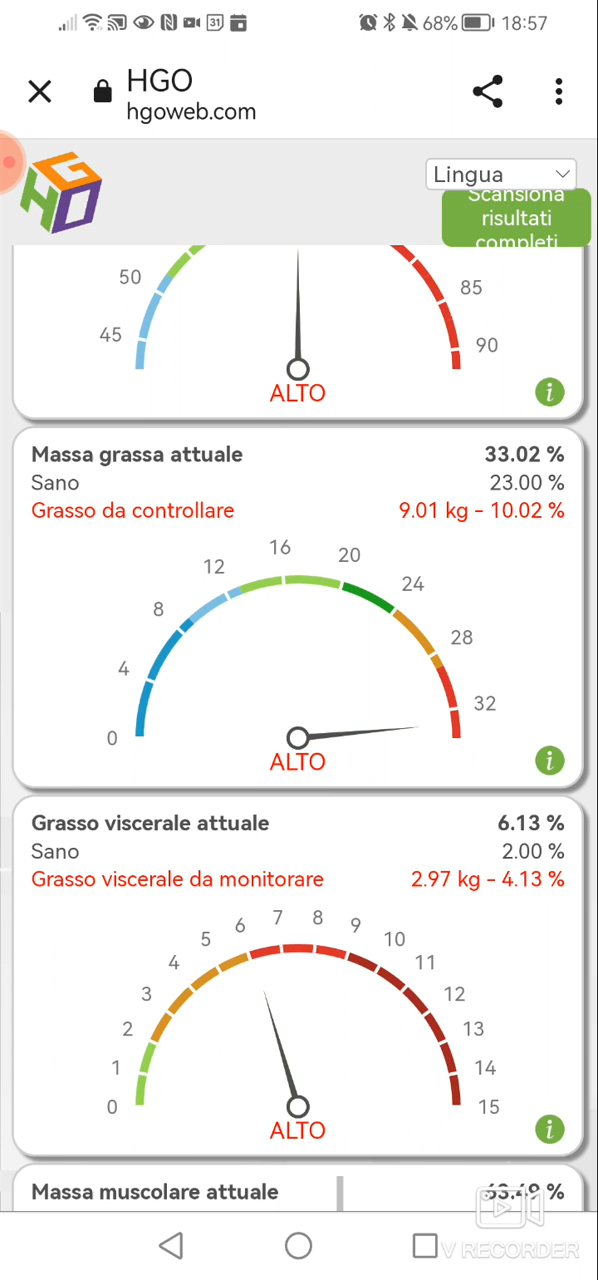 31
68%
18:57
HGO
hgoweb.com
HGO
Lingua
Scansiona
risultati
completi
50
85
45
90
ALTO
i
Massa grassa attuale 33.02 %
Sano 23.00 %
Grasso da controllare 9.01 kg - 10.02 %
16
12 20
24
8
28
4
32
0
ALTO
i
Grasso viscerale attuale 6.13 %
Sano 2.00 %
Grasso viscerale da monitorare 2.97 kg - 4.13 %
7 8
6 9
5 10
4 11
3 12
2 13
1 14
0 15
ALTO
i
Massa muscolare attuale 63.49 %
V RECORDER